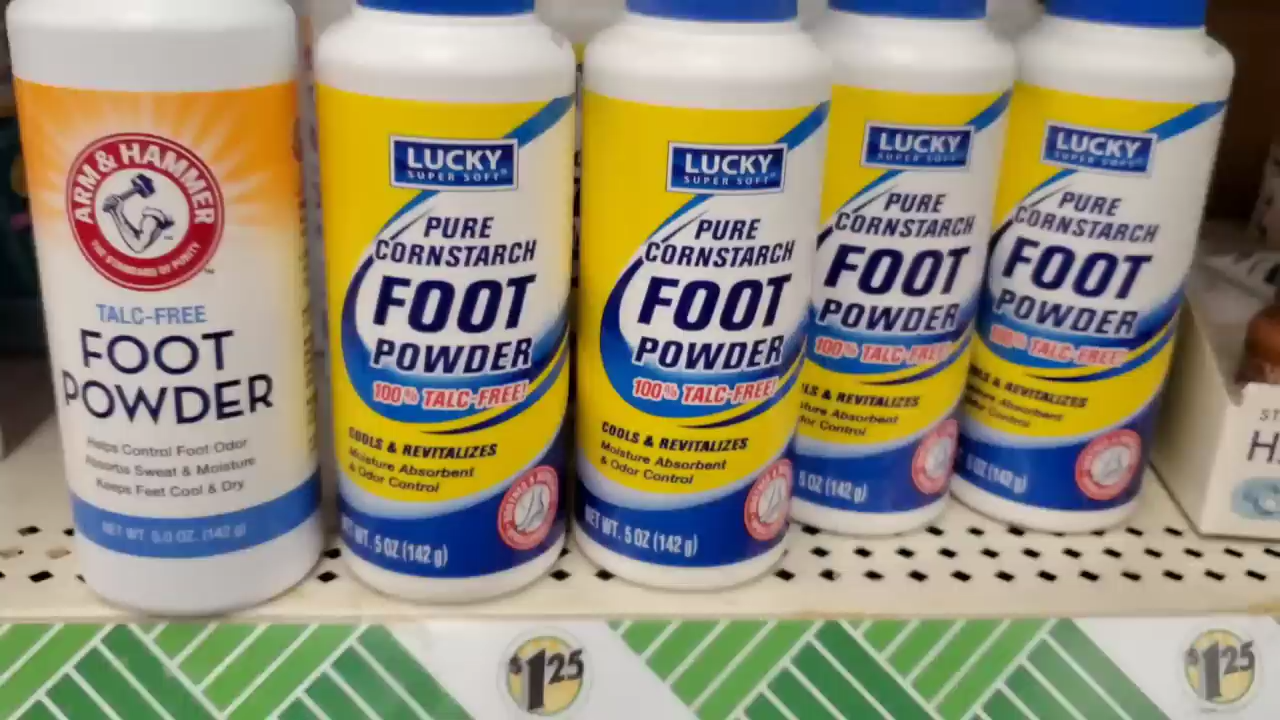 ARM & HAMMER
THE STANDARD OF PURITY
TALC-FREE
FOOT
POWDER
Helps Control Foot Odor
Absorbs Sweat & Moisture
Keeps Feet Cool & Dry
NET WT. 5.0 OZ. (142 g)
LUCKY
SUPER SOFT®
PURE
CORNSTARCH
FOOT
POWDER
100% TALC-FREE!
COOLS & REVITALIZES
Moisture Absorbent
& Odor Control
NET WT. 5 OZ (142 g)
LUCKY
SUPER SOFT®
PURE
CORNSTARCH
FOOT
POWDER
100% TALC-FREE!
COOLS & REVITALIZES
Moisture Absorbent
& Odor Control
NET WT. 5 OZ (142 g)
LUCKY
SUPER SOFT®
PURE
CORNSTARCH
FOOT
POWDER
100% TALC-FREE!
& REVITALIZES
Absorbent
Control
5 OZ (142 g)
LUCKY
SUPER SOFT®
PURE
CORNSTARCH
FOOT
POWDER
100% TALC-FREE!
& REVITALIZES
Absorbent
Control
5 OZ (142 g)
$1.25
$1.25